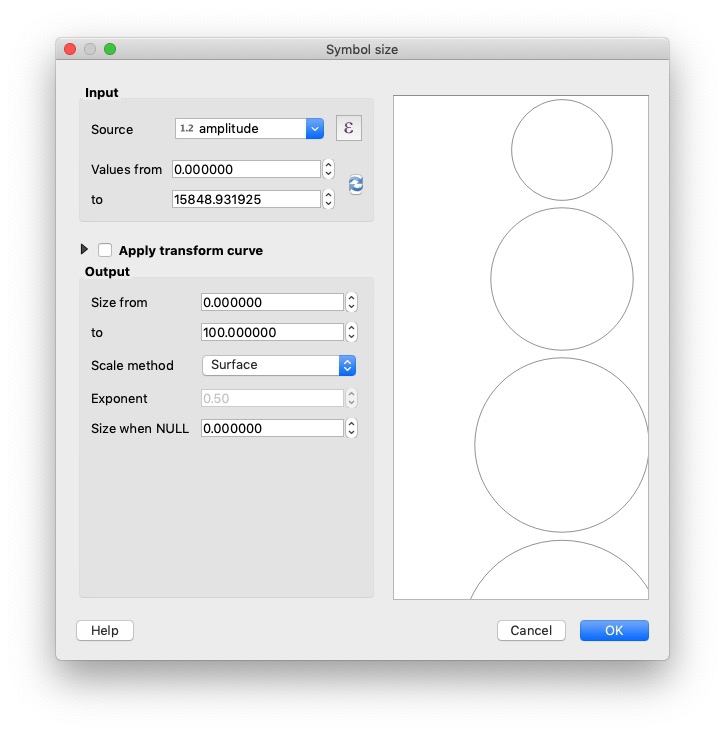 Symbol size
Input
Source 1.2 amplitude ε
Values from 0.000000
to 15848.931925
Apply transform curve
Output
Size from 0.000000
to 100.000000
Scale method Surface
Exponent 0.50
Size when NULL 0.000000
Help Cancel OK